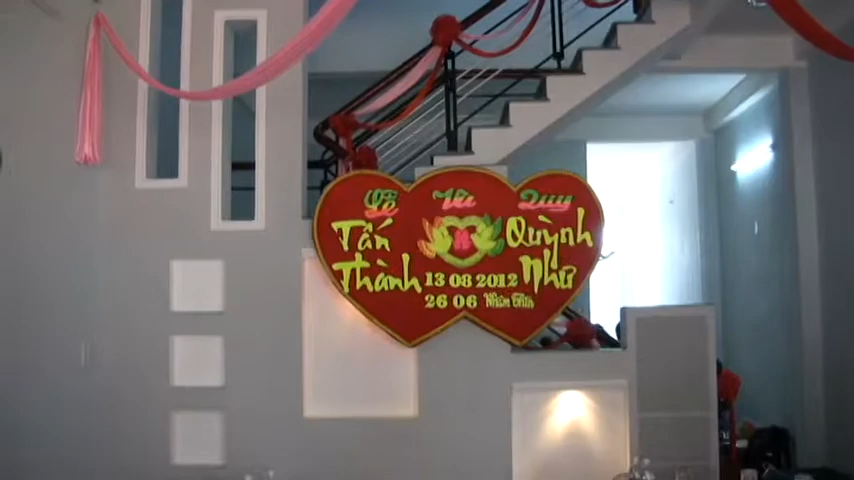 Lễ Vu Quy
Tấn Thành
Quỳnh Như
13 08 2012
26 06 Nhâm Thìn